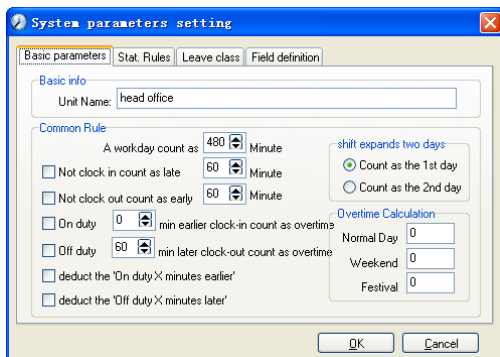 System parameters setting
Basic parameters Stat. Rules Leave class Field definition
Basic info
Unit Name: head office
Common Rule
A workday count as 480 Minute
Not clock in count as late 60 Minute
Not clock out count as early 60 Minute
On duty 0 min earlier clock-in count as overtime
Off duty 60 min later clock-out count as overtime
deduct the 'On duty X minutes earlier'
deduct the 'Off duty X minutes later'
shift expands two days
Count as the 1st day
Count as the 2nd day
Overtime Calculation
Normal Day 0
Weekend 0
Festival 0
OK Cancel